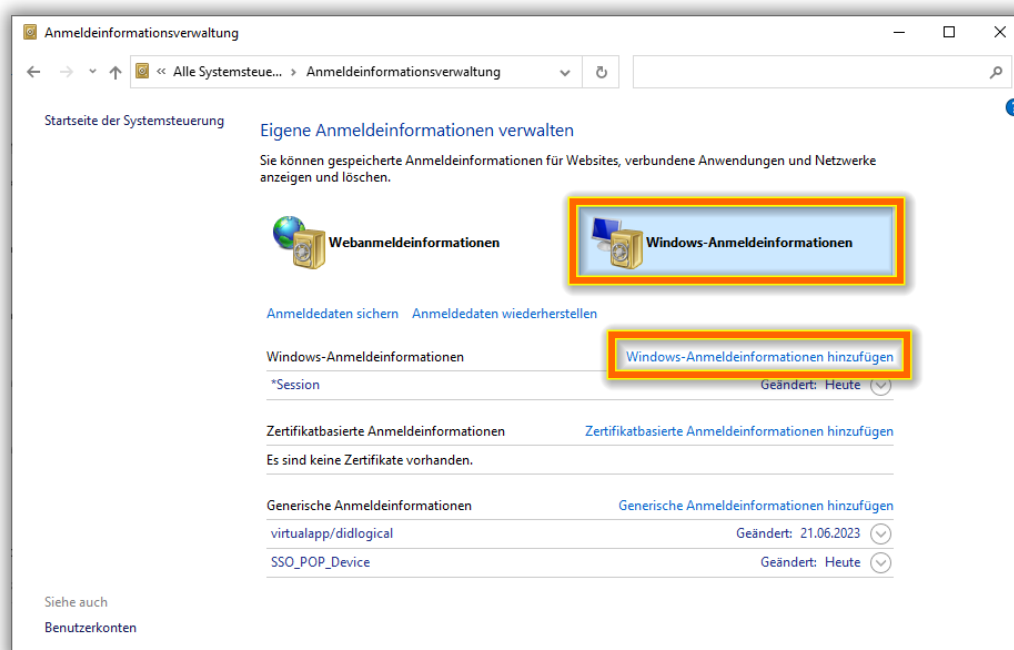 Anmeldeinformationsverwaltung
« Alle Systemsteue... › Anmeldeinformationsverwaltung
Startseite der Systemsteuerung
Eigene Anmeldeinformationen verwalten
Sie können gespeicherte Anmeldeinformationen für Websites, verbundene Anwendungen und Netzwerke
anzeigen und löschen.
Webanmeldeinformationen
Windows-Anmeldeinformationen
Anmeldedaten sichern Anmeldedaten wiederherstellen
Windows-Anmeldeinformationen Windows-Anmeldeinformationen hinzufügen
*Session Geändert: Heute
Zertifikatbasierte Anmeldeinformationen Zertifikatbasierte Anmeldeinformationen hinzufügen
Es sind keine Zertifikate vorhanden.
Generische Anmeldeinformationen Generische Anmeldeinformationen hinzufügen
virtualapp/didlogical Geändert: 21.06.2023
SSO_POP_Device Geändert: Heute
Siehe auch
Benutzerkonten